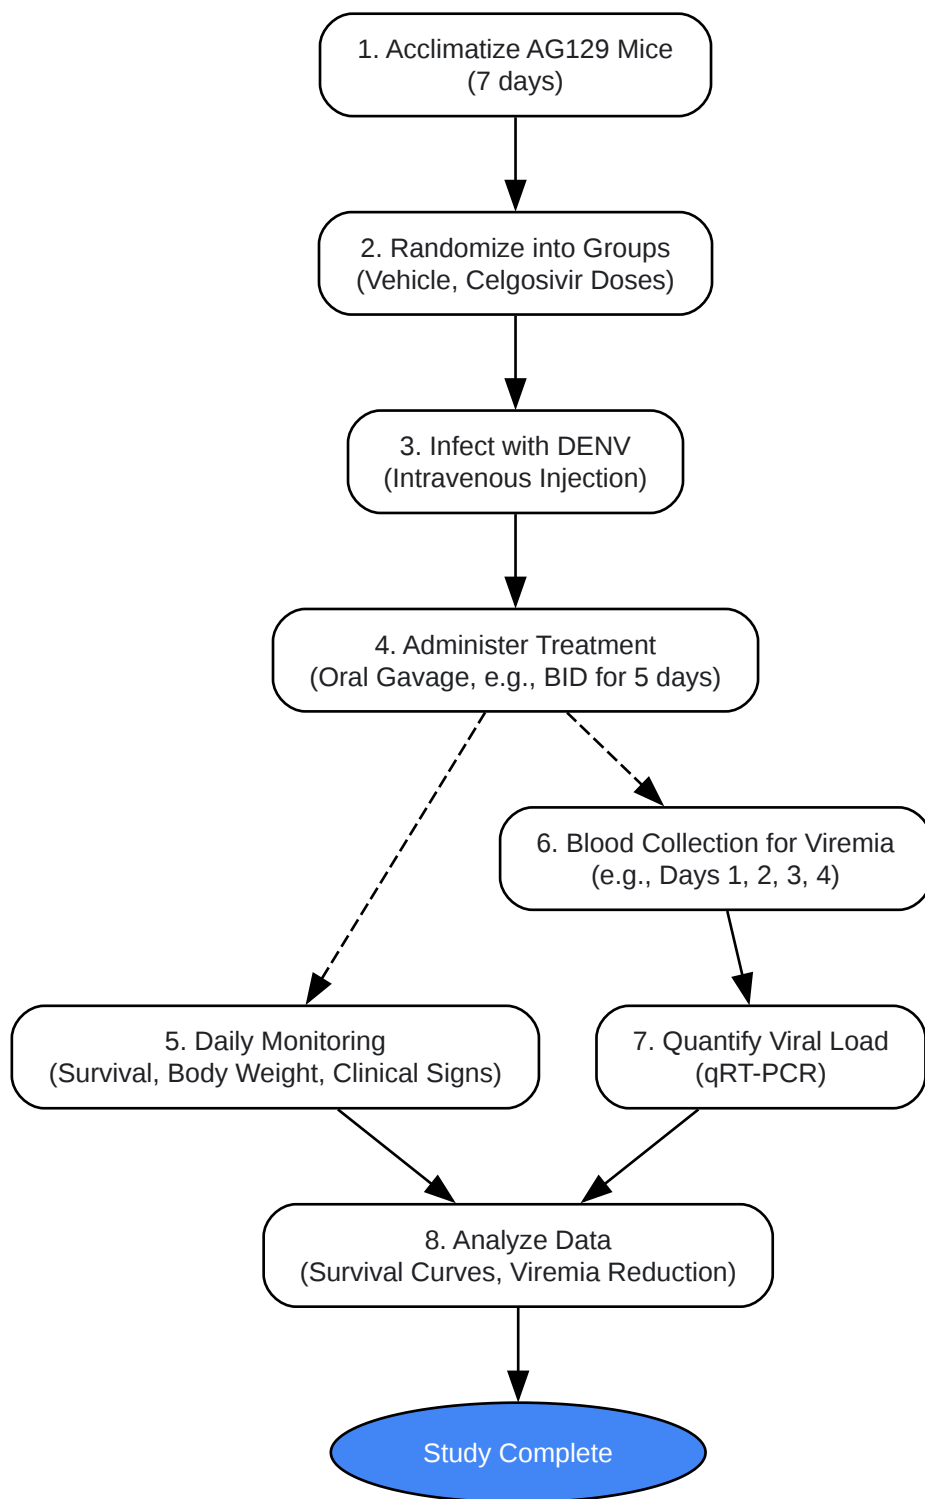 1. Acclimatize AG129 Mice
(7 days)
2. Randomize into Groups
(Vehicle, Celgosivir Doses)
3. Infect with DENV
(Intravenous Injection)
4. Administer Treatment
(Oral Gavage, e.g., BID for 5 days)
6. Blood Collection for Viremia
(e.g., Days 1, 2, 3, 4)
5. Daily Monitoring
(Survival, Body Weight, Clinical Signs)
7. Quantify Viral Load
(qRT-PCR)
8. Analyze Data
(Survival Curves, Viremia Reduction)
Study Complete